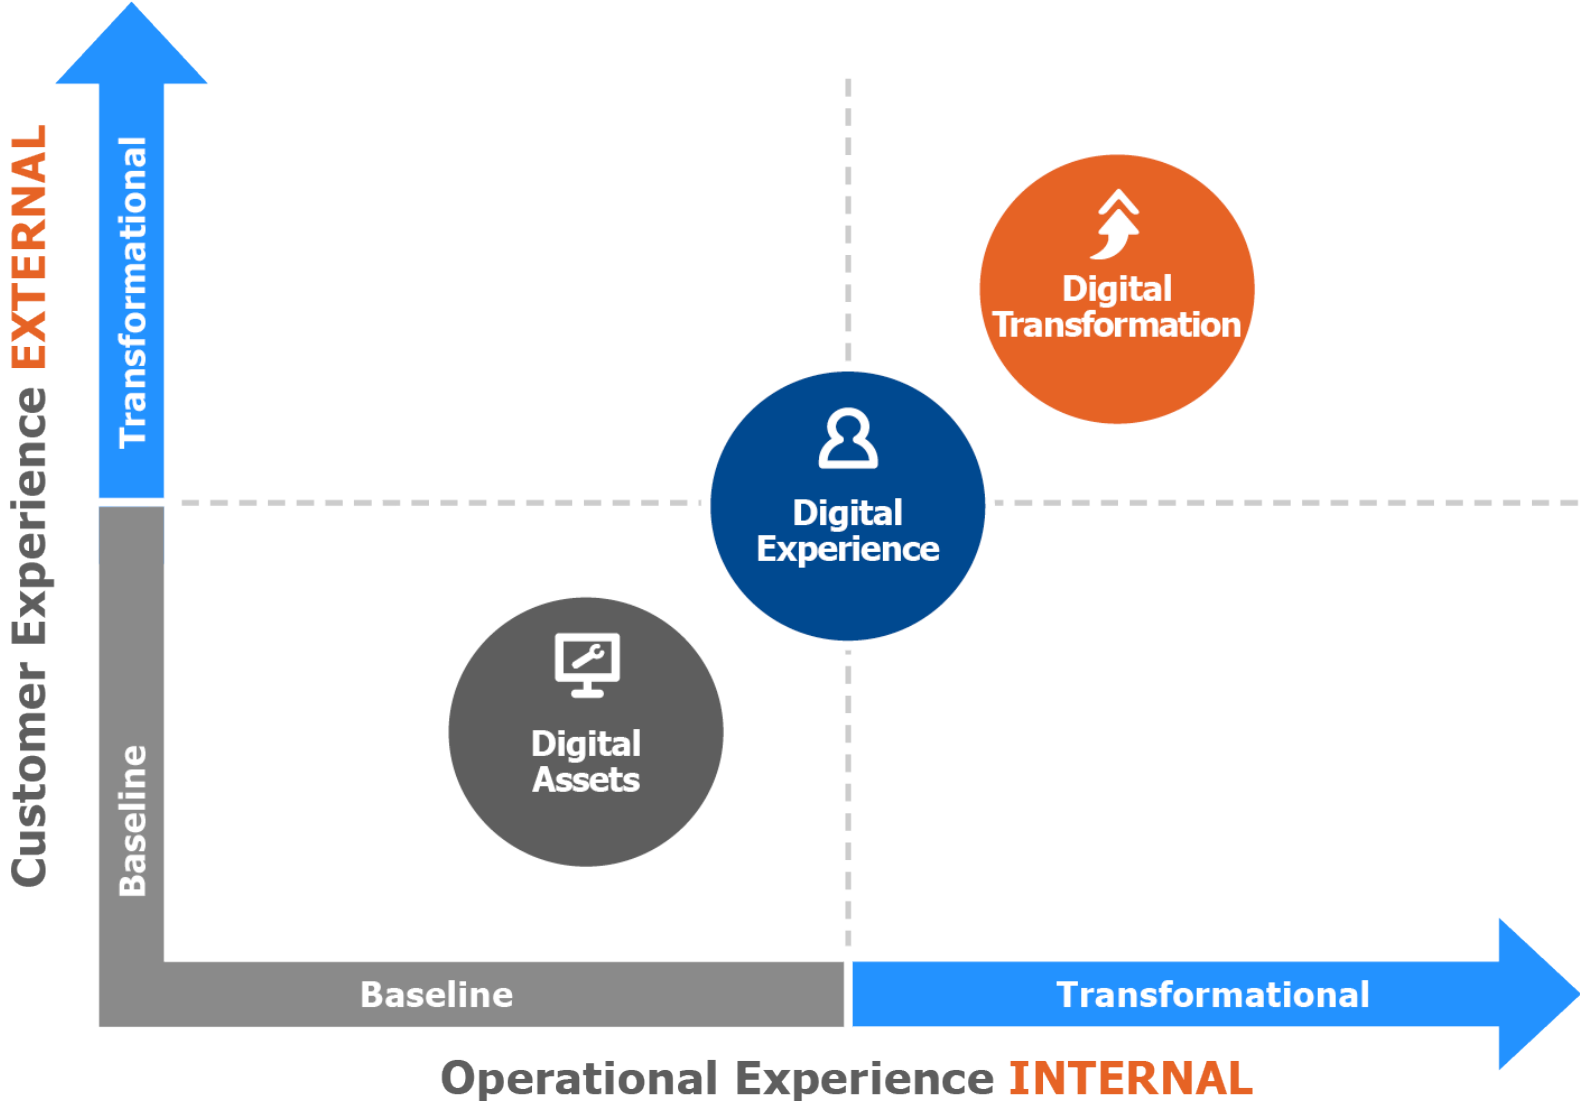 Customer Experience EXTERNAL
Transformational
Baseline
Digital
Transformation
Digital
Experience
Digital
Assets
Baseline
Transformational
Operational Experience INTERNAL